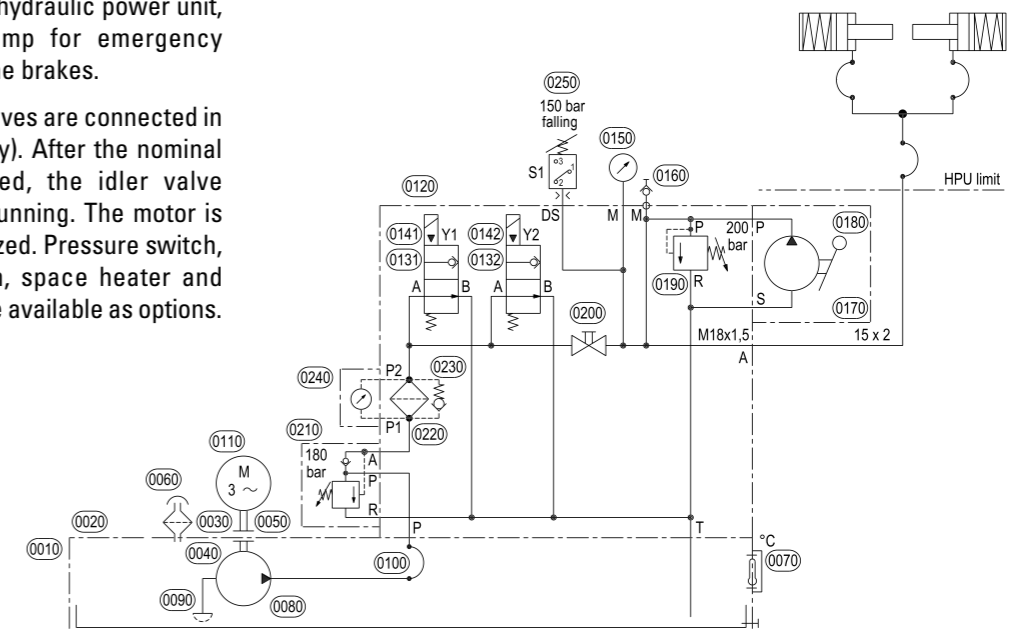 hydraulic power unit,
mp for emergency
ne brakes.
ves are connected in
y). After the nominal
ed, the idler valve
unning. The motor is
zed. Pressure switch,
n, space heater and
e available as options.
0250
150 bar
falling
0150
S1
3
1
2
0160
HPU limit
0120
DS
M
M
0141
Y1
0142
Y2
P
200
bar
P
0180
0131
0132
0190
R
A
B
A
B
S
0170
0200
M18x1,5
15 x 2
A
P2
0230
0240
P1
0220
0210
0110
180
bar
A
M
3 ~
P
0060
R
0020
0030
0050
P
T
°C
0010
0040
0100
0070
0090
0080